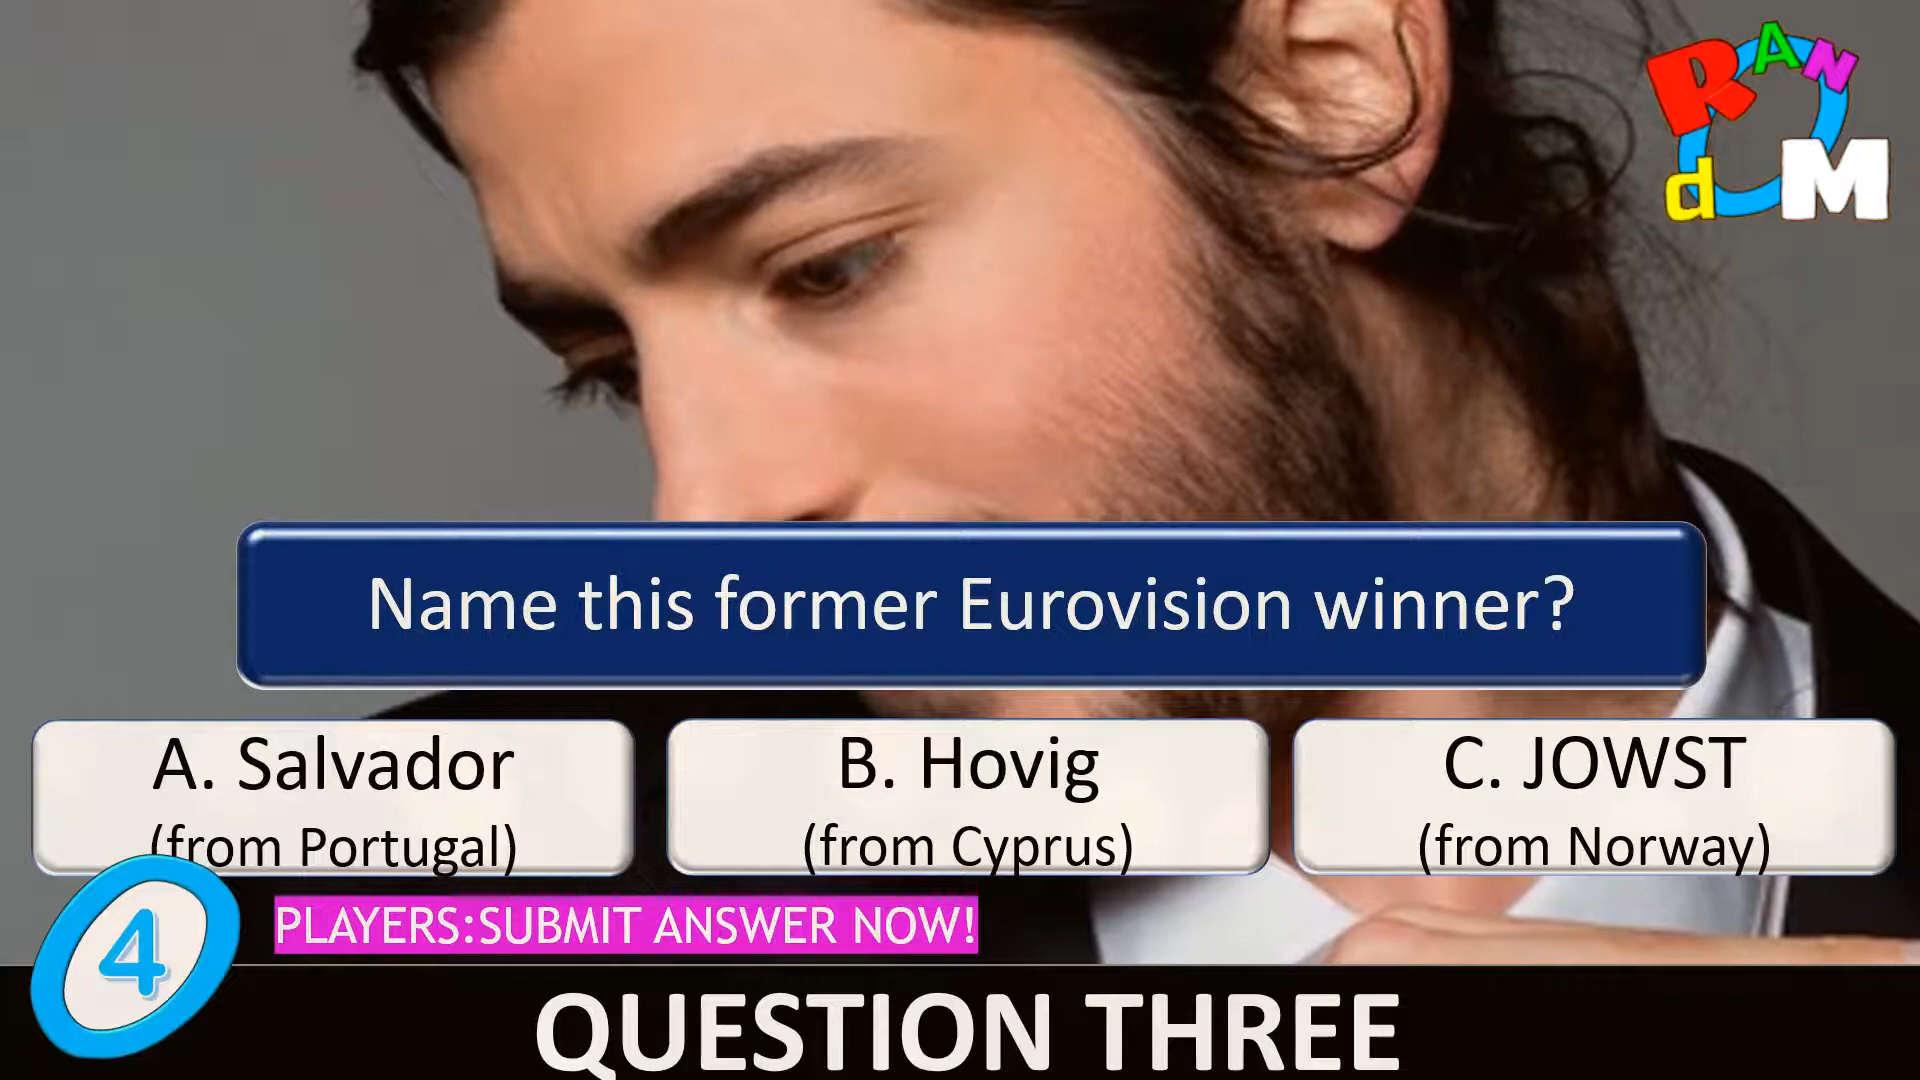 RANdOM
Name this former Eurovision winner?
A. Salvador
(from Portugal)
B. Hovig
(from Cyprus)
C. JOWST
(from Norway)
4
PLAYERS:SUBMIT ANSWER NOW!
QUESTION THREE